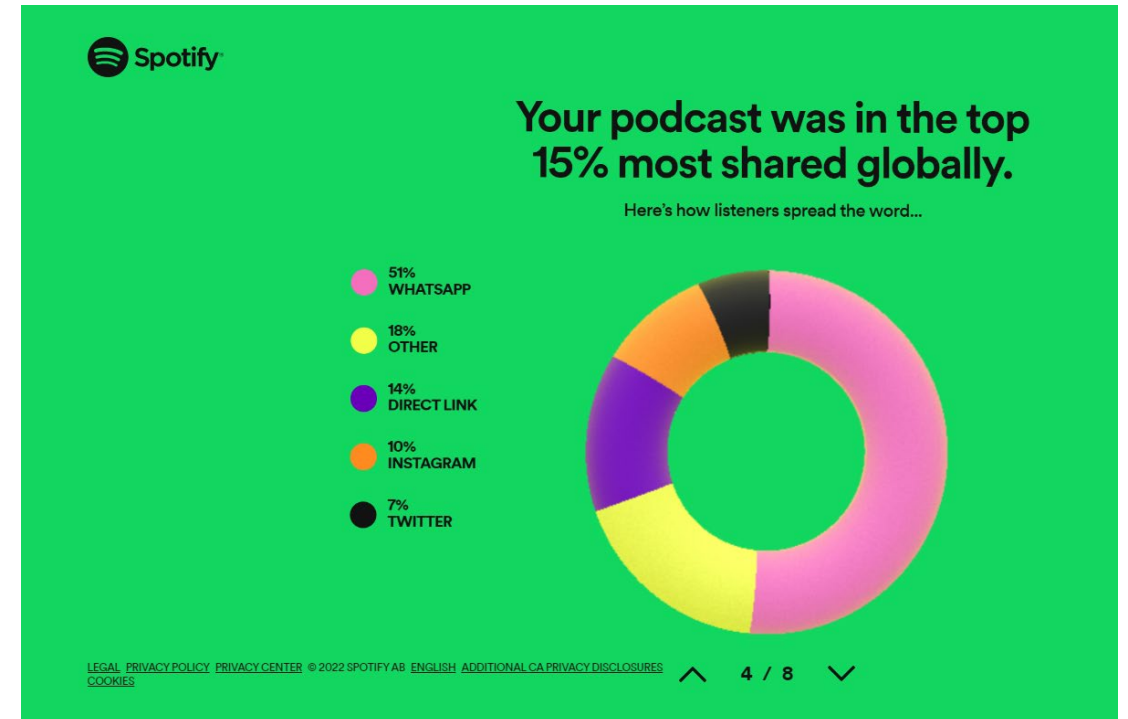 Spotify®
Your podcast was in the top
15% most shared globally.
Here's how listeners spread the word...
51%
WHATSAPP
18%
OTHER
14%
DIRECT LINK
10%
INSTAGRAM
7%
TWITTER
LEGAL PRIVACY POLICY PRIVACY CENTER © 2022 SPOTIFY AB ENGLISH ADDITIONAL CA PRIVACY DISCLOSURES
COOKIES
4 / 8